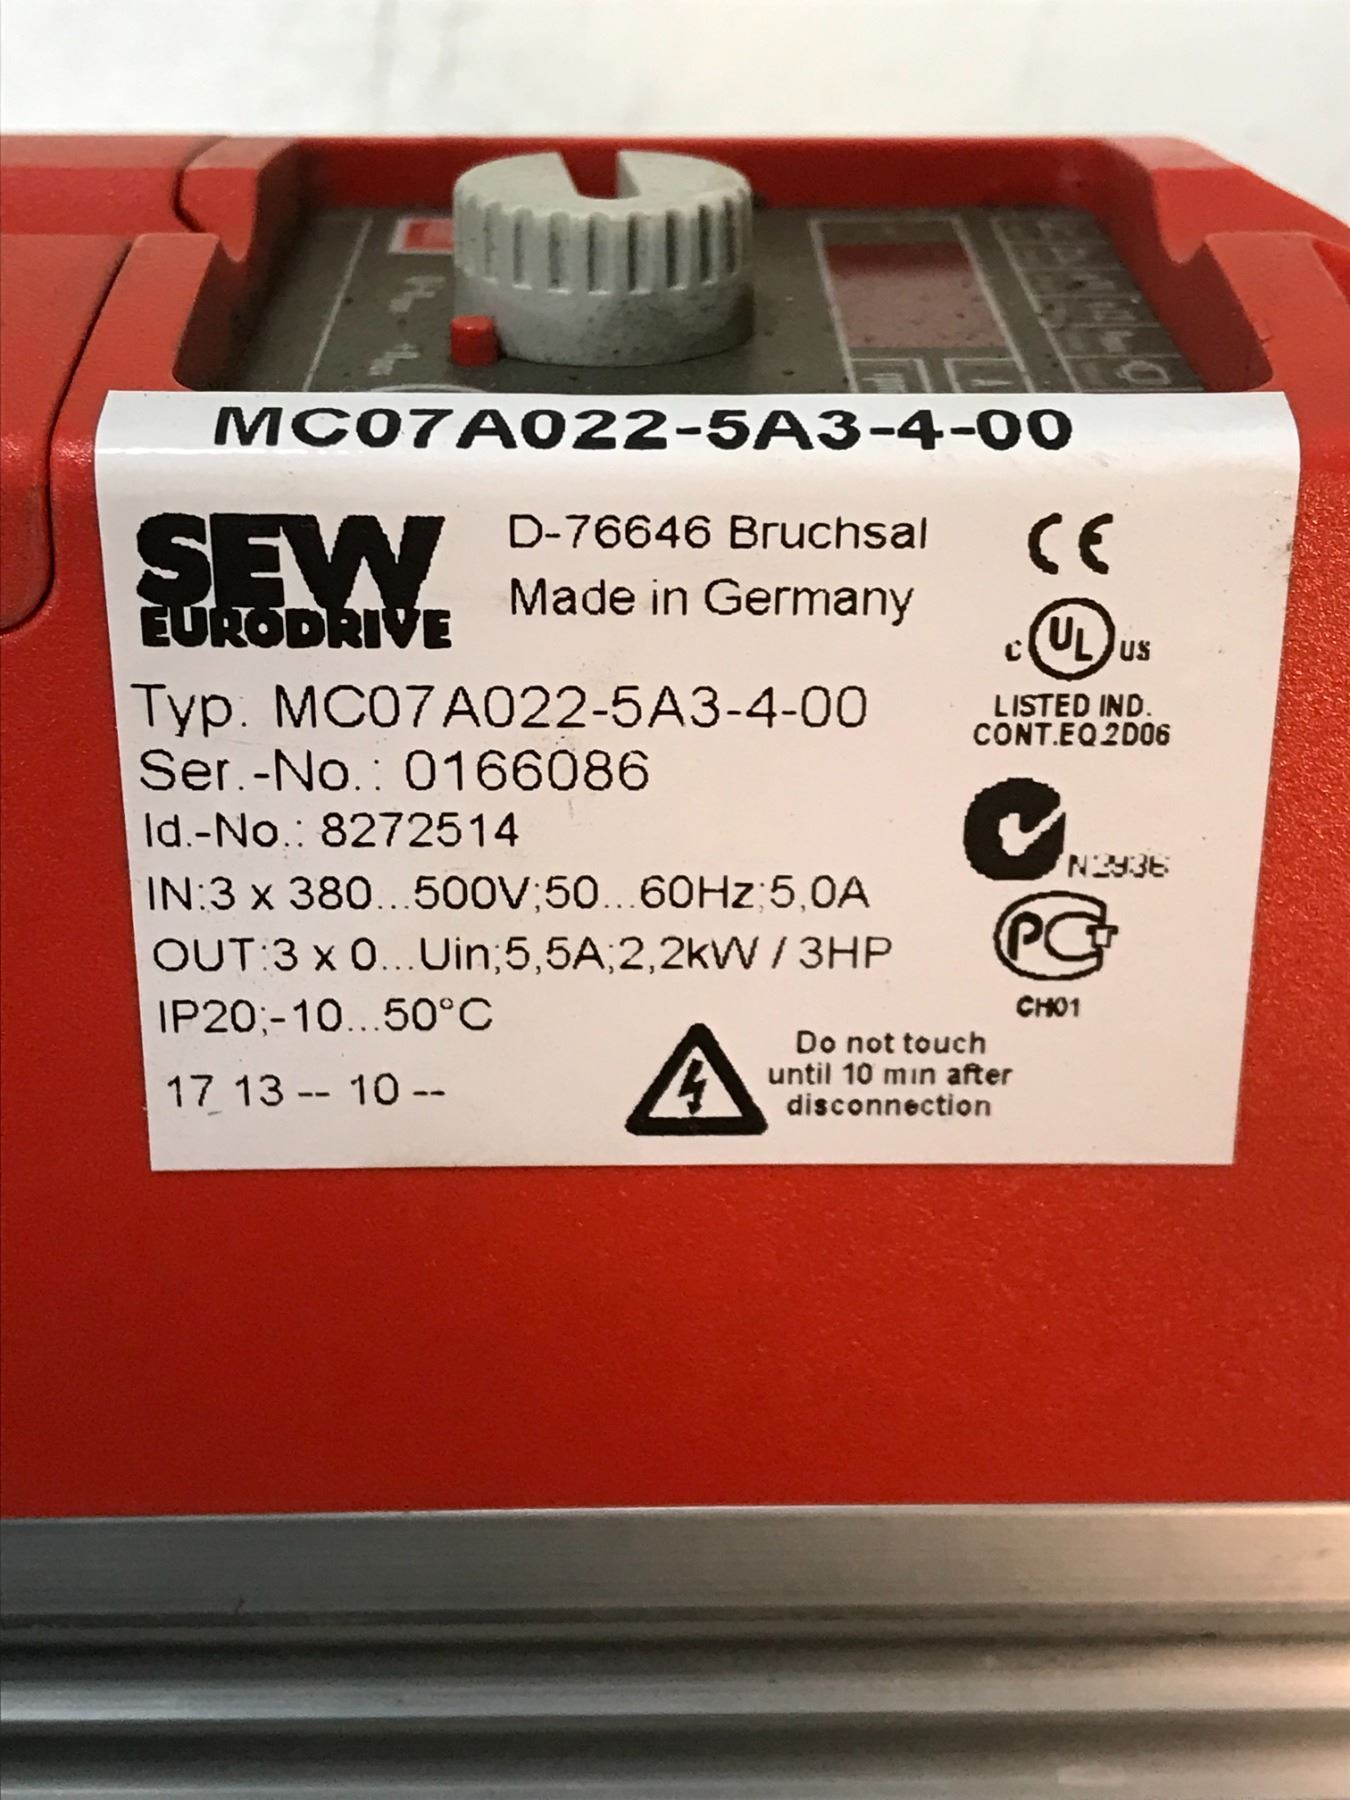 MC07A022-5A3-4-00
SEW
EURODRIVE
D-76646 Bruchsal
Made in Germany
CE
Typ: MC07A022-5A3-4-00
Ser.-No.: 0166086
Id.-No.: 8272514
IN:3 x 380...500V;50...60Hz;5,0A
OUT:3 x 0...Uin;5,5A;2,2kW / 3HP
IP20;-10...50°C
17 13 -- 10 --
C UL US
LISTED IND.
CONT.EQ 2D06
N2936
PCT
CH01
Do not touch
until 10 min after
disconnection